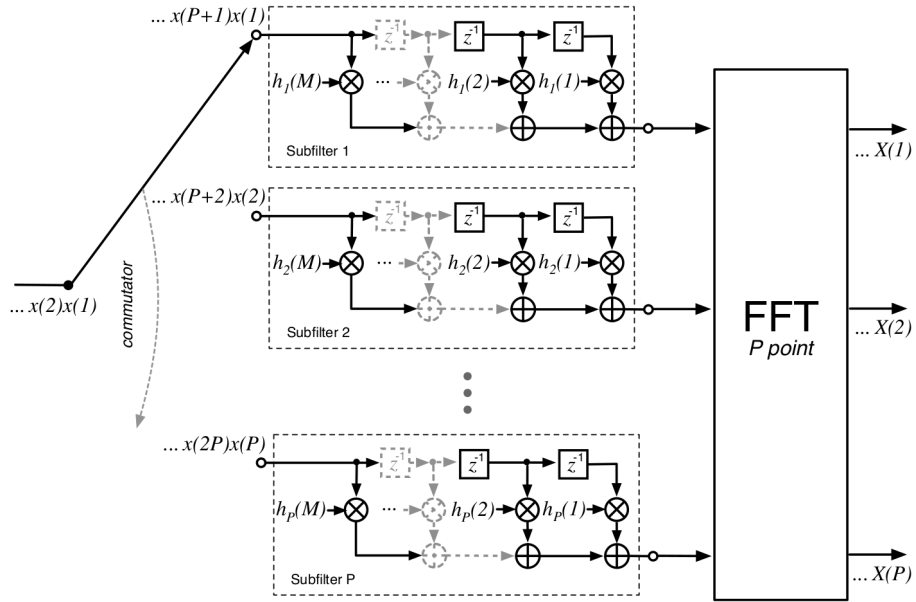 ... x(P+1)x(1)
z⁻¹ z⁻¹ z⁻¹
h₁(M) ... h₁(2) h₁(1)
Subfilter 1
... X(1)
... x(P+2)x(2)
z⁻¹ z⁻¹ z⁻¹
h₂(M) ... h₂(2) h₂(1)
Subfilter 2
... x(2)x(1)
commutator
FFT
P point
... X(2)
... x(2P)x(P)
z⁻¹ z⁻¹ z⁻¹
h_P(M) ... h_P(2) h_P(1)
Subfilter P
... X(P)